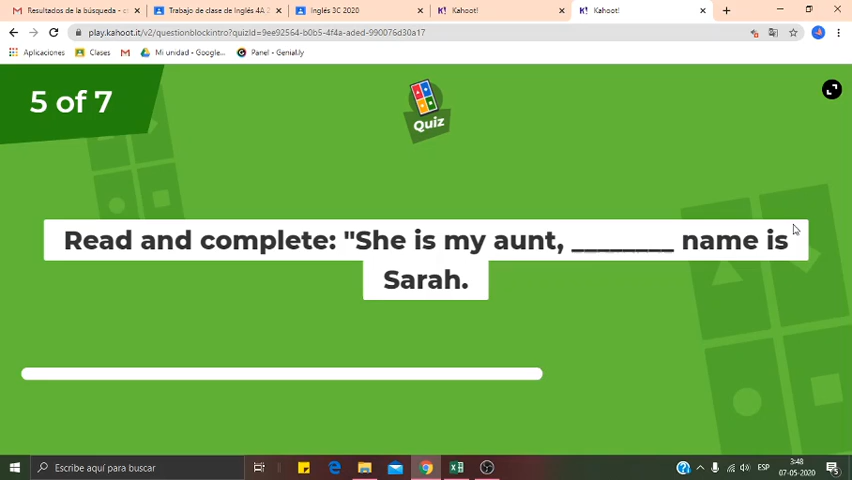 Resultados de la búsqueda - c
Trabajo de clase de Inglés 4A 2
Inglés 3C 2020
Kahoot!
Kahoot!
play.kahoot.it/v2/questionblockintro?quizId=9ee92564-b0b5-4f4a-aded-990076d30a17
Aplicaciones
Clases
Mi unidad - Google...
Panel - Genial.ly
5 of 7
Quiz
Read and complete: "She is my aunt, ________ name is
Sarah.
Escribe aquí para buscar
ESP
3:48
07-05-2020
5